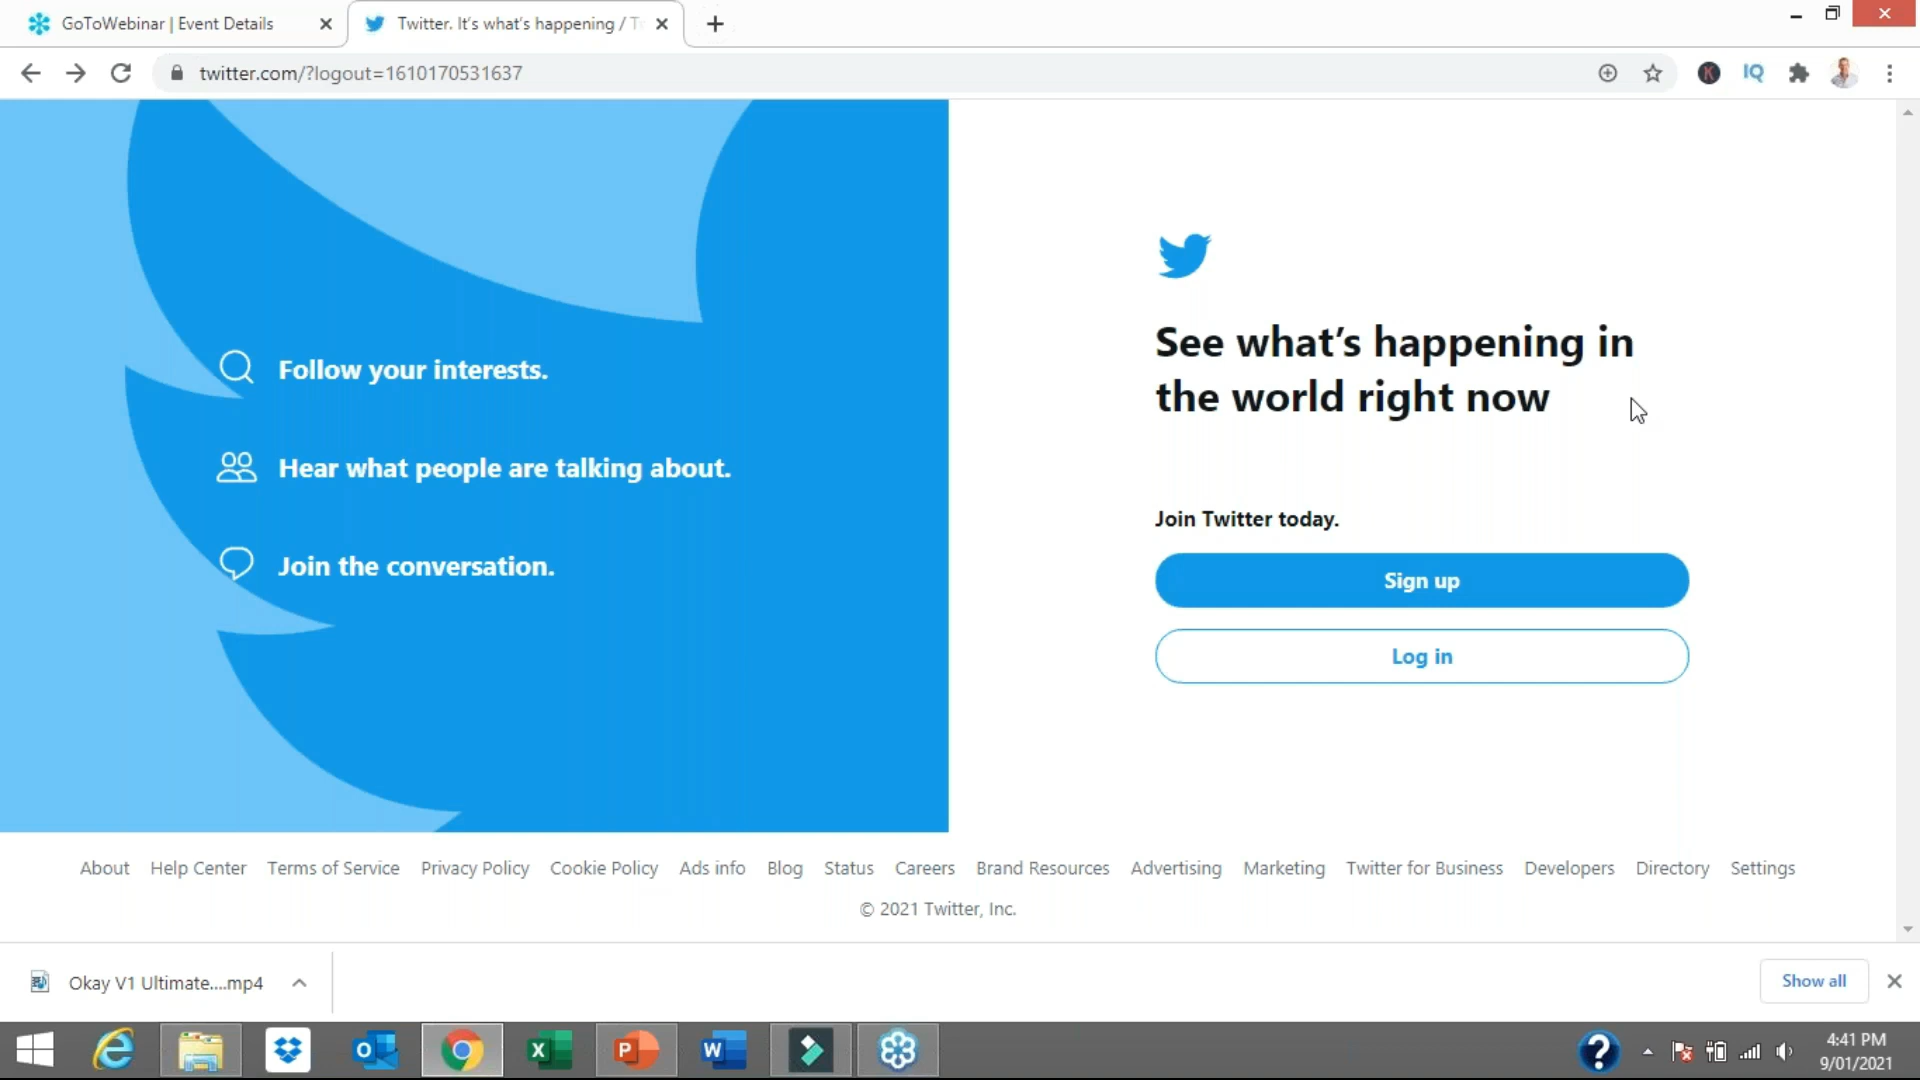 GoToWebinar | Event Details
Twitter. It's what's happening / T
twitter.com/?logout=1610170531637
K
IQ
Follow your interests.
Hear what people are talking about.
Join the conversation.
See what's happening in
the world right now
Join Twitter today.
Sign up
Log in
About Help Center Terms of Service Privacy Policy Cookie Policy Ads info Blog Status Careers Brand Resources Advertising Marketing Twitter for Business Developers Directory Settings
© 2021 Twitter, Inc.
Okay V1 Ultimate....mp4
Show all
4:41 PM
9/01/2021